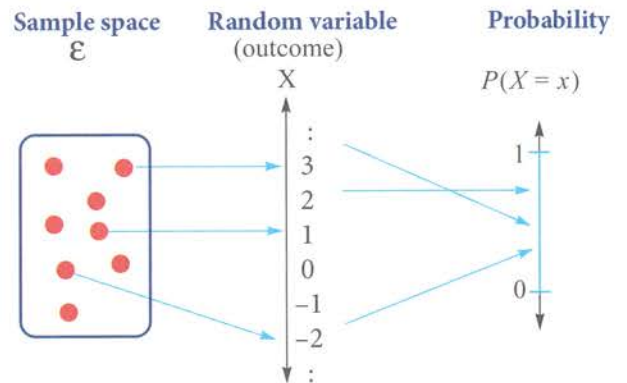 Sample space Random variable Probability
ε (outcome)
X P(X = x)
:
3 1
2
1
0 0
–1
–2
: